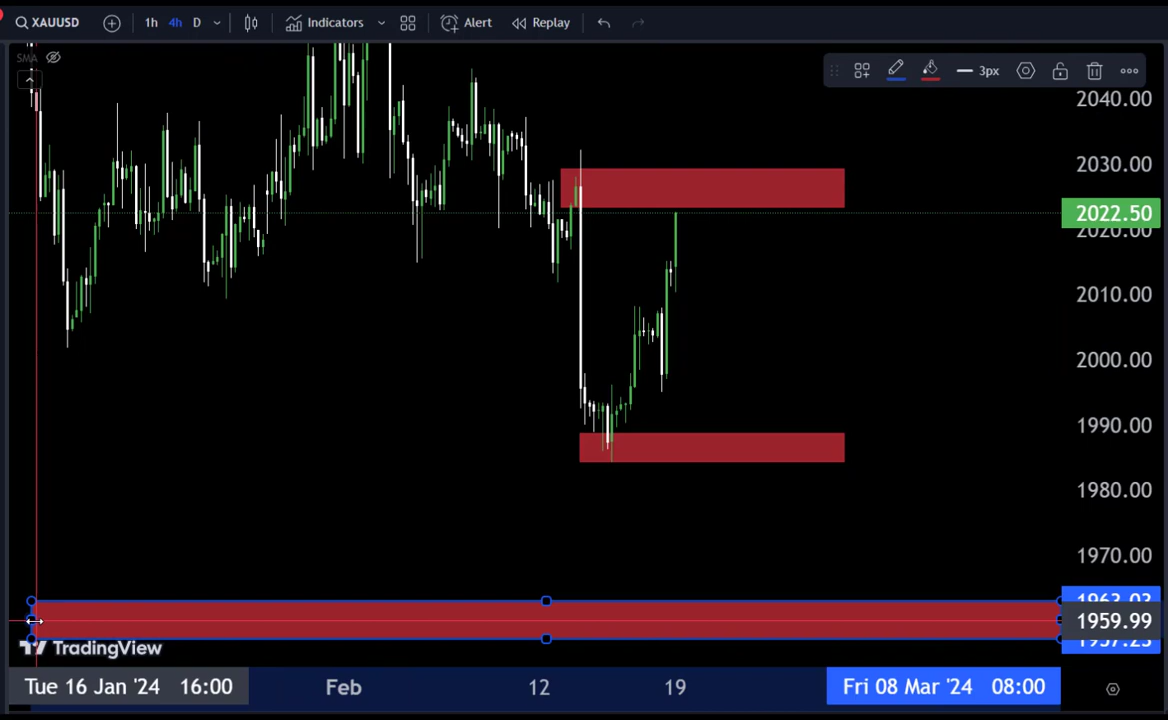 XAUUSD 1h 4h D Indicators Alert Replay
SMA
3px
2040.00
2030.00
2022.50
2020.00
2010.00
2000.00
1990.00
1980.00
1970.00
1963.03
1959.99
1957.23
TradingView
Tue 16 Jan '24 16:00 Feb 12 19 Fri 08 Mar '24 08:00